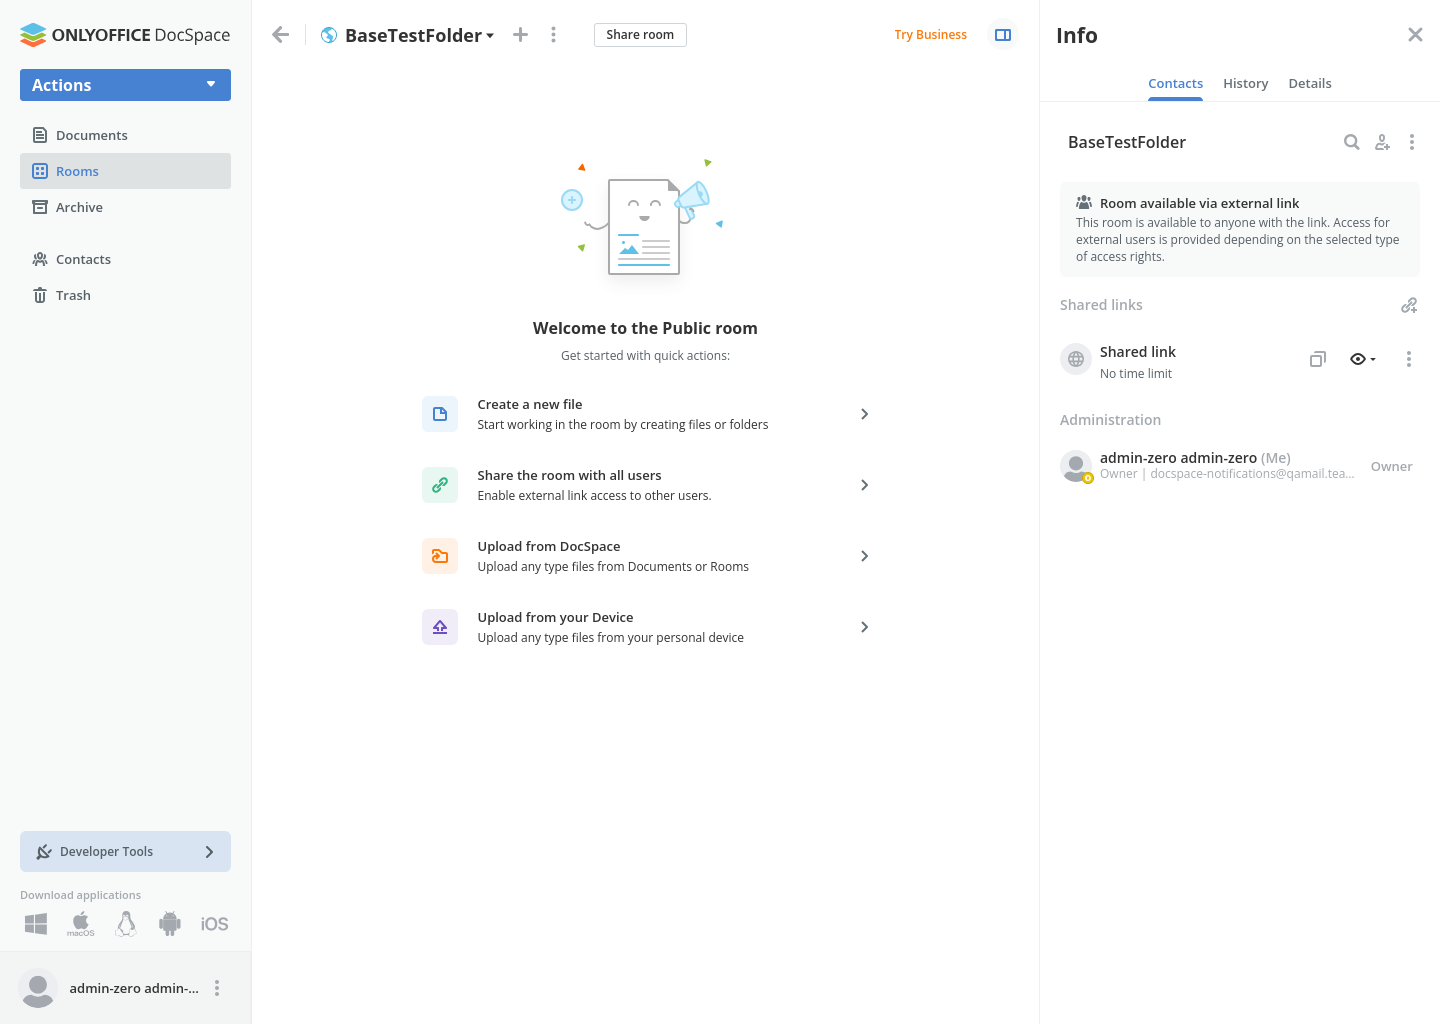 ONLYOFFICE DocSpace
Actions
Documents
Rooms
Archive
Contacts
Trash
Developer Tools
Download applications
macOS
iOS
admin-zero admin-...
BaseTestFolder
Share room
Try Business
Welcome to the Public room
Get started with quick actions:
Create a new file
Start working in the room by creating files or folders
Share the room with all users
Enable external link access to other users.
Upload from DocSpace
Upload any type files from Documents or Rooms
Upload from your Device
Upload any type files from your personal device
Info
Contacts History Details
BaseTestFolder
Room available via external link
This room is available to anyone with the link. Access for
external users is provided depending on the selected type
of access rights.
Shared links
Shared link
No time limit
Administration
admin-zero admin-zero (Me)
Owner | docspace-notifications@qamail.tea...
Owner